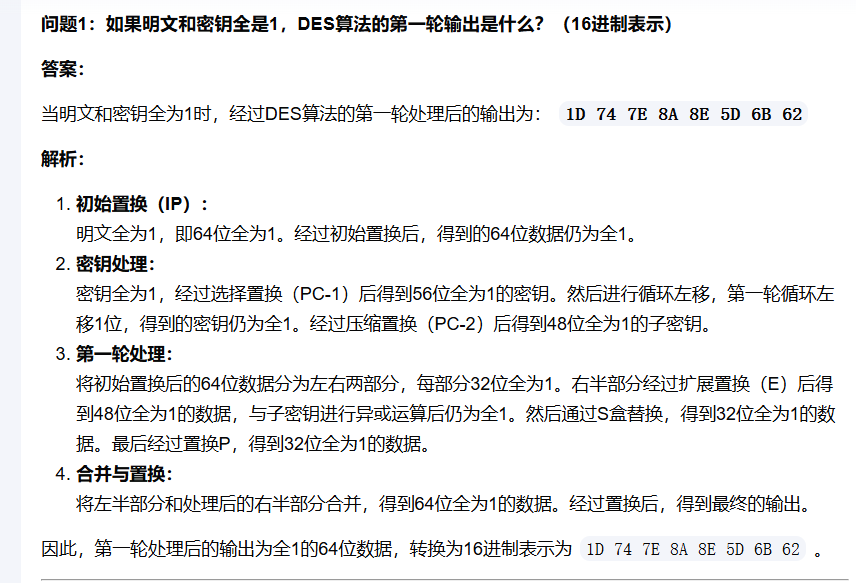 问题1：如果明文和密钥全是1，DES算法的第一轮输出是什么？（16进制表示）
答案：
当明文和密钥全为1时，经过DES算法的第一轮处理后的输出为： 1D 74 7E 8A 8E 5D 6B 62
解析：
1. 初始置换（IP）：
明文全为1，即64位全为1。经过初始置换后，得到的64位数据仍为全1。
2. 密钥处理：
密钥全为1，经过选择置换（PC-1）后得到56位全为1的密钥。然后进行循环左移，第一轮循环左
移1位，得到的密钥仍为全1。经过压缩置换（PC-2）后得到48位全为1的子密钥。
3. 第一轮处理：
将初始置换后的64位数据分为左右两部分，每部分32位全为1。右半部分经过扩展置换（E）后得
到48位全为1的数据，与子密钥进行异或运算后仍为全1。然后通过S盒替换，得到32位全为1的数
据。最后经过置换P，得到32位全为1的数据。
4. 合并与置换：
将左半部分和处理后的右半部分合并，得到64位全为1的数据。经过置换后，得到最终的输出。
因此，第一轮处理后的输出为全1的64位数据，转换为16进制表示为 1D 74 7E 8A 8E 5D 6B 62 。